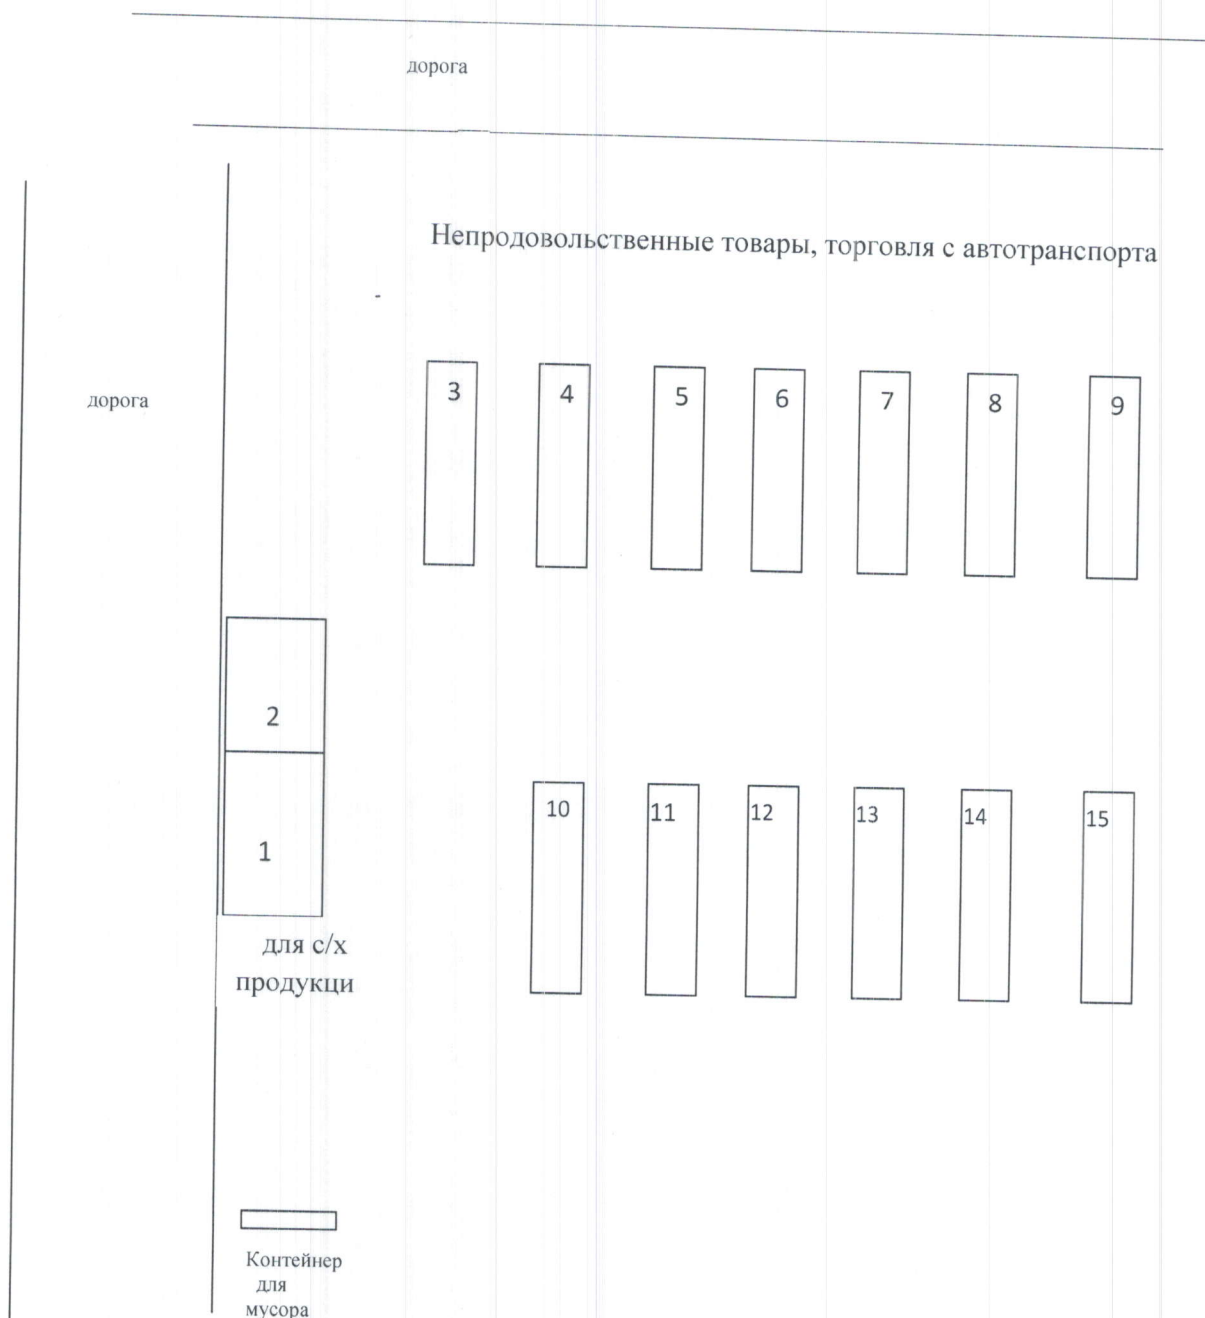 дорога
Непродовольственные товары, торговля с автотранспорта
дорога
3 4 5 6 7 8 9
2
1
10 11 12 13 14 15
для с/х
продукци
Контейнер
для
мусора